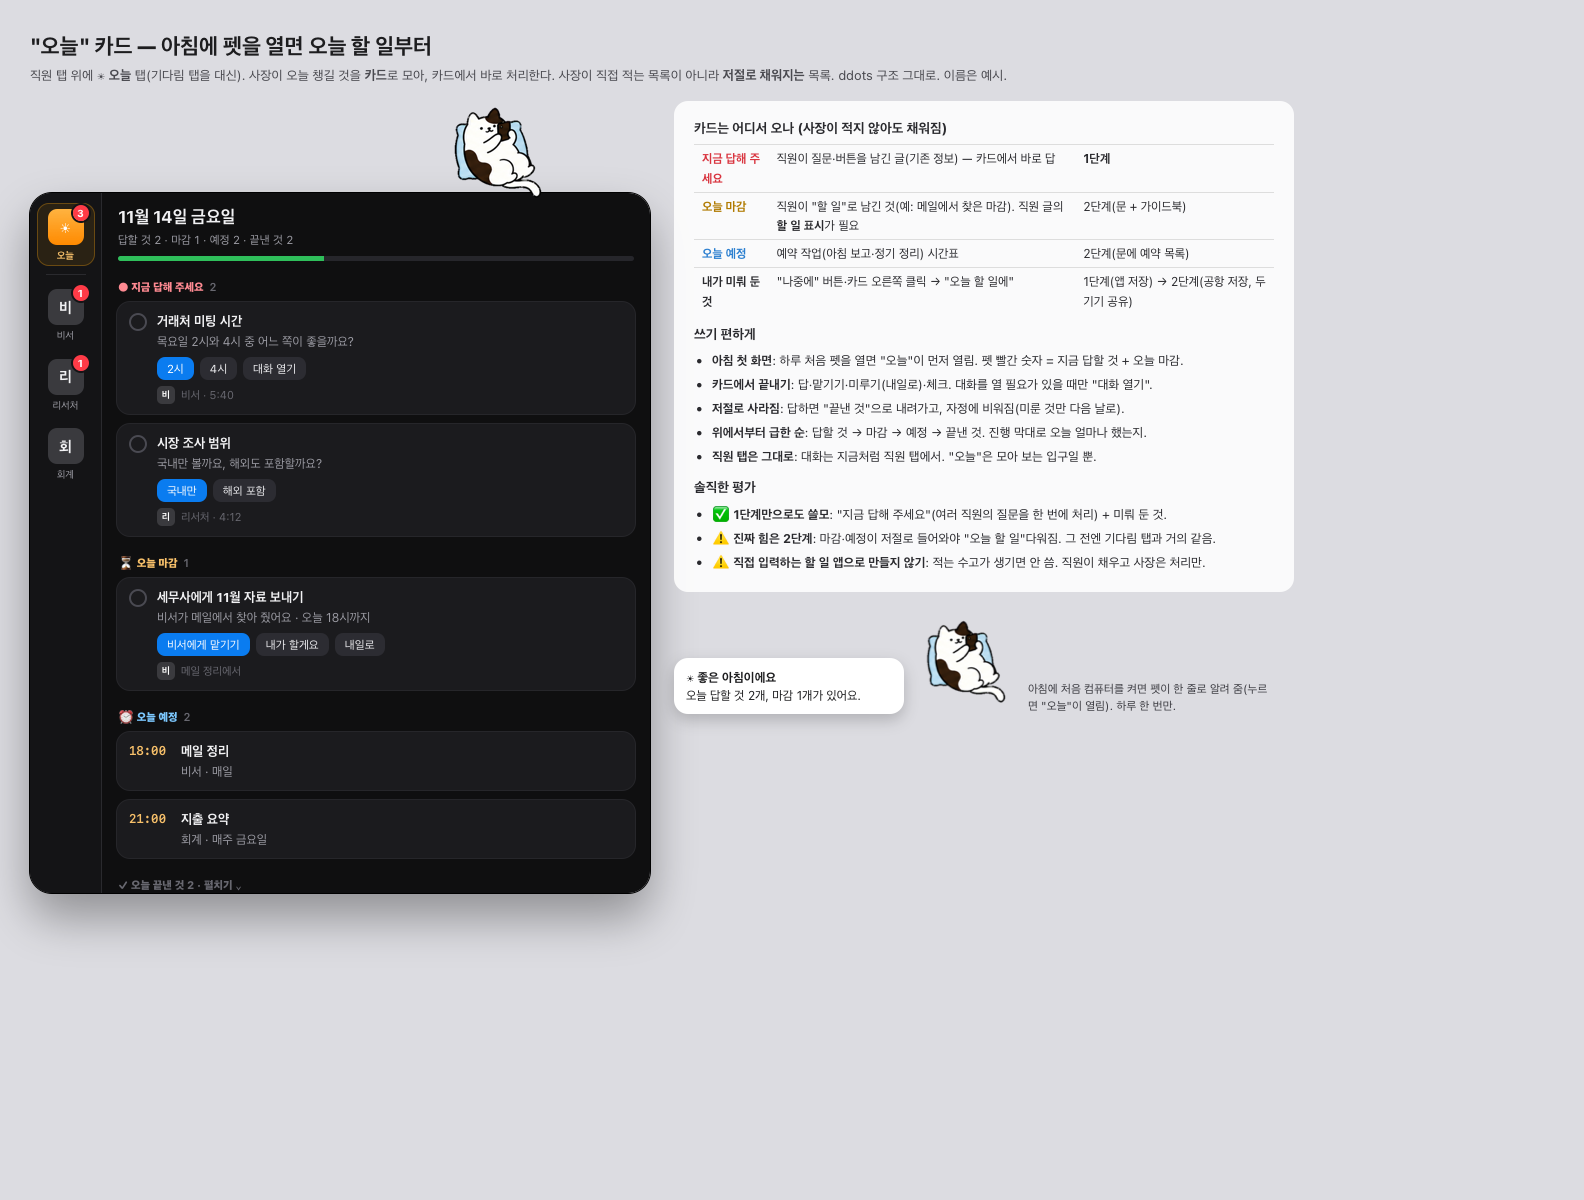 "오늘" 카드 — 아침에 펫을 열면 오늘 할 일부터
직원 탭 위에 ☀ 오늘 탭(기다림 탭을 대신). 사장이 오늘 챙길 것을 카드로 모아, 카드에서 바로 처리한다. 사장이 직접 적는 목록이 아니라 저절로 채워지는 목록. ddots 구조 그대로. 이름은 예시.
☀
3
오늘
비
1
비서
리
1
리서처
회
회계
11월 14일 금요일
답할 것 2 · 마감 1 · 예정 2 · 끝낸 것 2
지금 답해 주세요 2
거래처 미팅 시간
목요일 2시와 4시 중 어느 쪽이 좋을까요?
2시 4시 대화 열기
비 비서 · 5:40
시장 조사 범위
국내만 볼까요, 해외도 포함할까요?
국내만 해외 포함
리 리서처 · 4:12
⏳ 오늘 마감 1
세무사에게 11월 자료 보내기
비서가 메일에서 찾아 줬어요 · 오늘 18시까지
비서에게 맡기기 내가 할게요 내일로
비 메일 정리에서
⏰ 오늘 예정 2
18:00 메일 정리
비서 · 매일
21:00 지출 요약
회계 · 매주 금요일
✓ 오늘 끝낸 것 2 · 펼치기 ⌄
카드는 어디서 오나 (사장이 적지 않아도 채워짐)
지금 답해 주세요 직원이 질문·버튼을 남긴 글(기존 정보) — 카드에서 바로 답 1단계
오늘 마감 직원이 "할 일"로 남긴 것(예: 메일에서 찾은 마감). 직원 글의 할 일 표시가 필요 2단계(문 + 가이드북)
오늘 예정 예약 작업(아침 보고·정기 정리) 시간표 2단계(문에 예약 목록)
내가 미뤄 둔 것 "나중에" 버튼·카드 오른쪽 클릭 → "오늘 할 일에" 1단계(앱 저장) → 2단계(공항 저장, 두 기기 공유)
쓰기 편하게
• 아침 첫 화면: 하루 처음 펫을 열면 "오늘"이 먼저 열림. 펫 빨간 숫자 = 지금 답할 것 + 오늘 마감.
• 카드에서 끝내기: 답·맡기기·미루기(내일로)·체크. 대화를 열 필요가 있을 때만 "대화 열기".
• 저절로 사라짐: 답하면 "끝낸 것"으로 내려가고, 자정에 비워짐(미룬 것만 다음 날로).
• 위에서부터 급한 순: 답할 것 → 마감 → 예정 → 끝낸 것. 진행 막대로 오늘 얼마나 했는지.
• 직원 탭은 그대로: 대화는 지금처럼 직원 탭에서. "오늘"은 모아 보는 입구일 뿐.
솔직한 평가
• ✅ 1단계만으로도 쓸모: "지금 답해 주세요"(여러 직원의 질문을 한 번에 처리) + 미뤄 둔 것.
• ⚠️ 진짜 힘은 2단계: 마감·예정이 저절로 들어와야 "오늘 할 일"다워짐. 그 전엔 기다림 탭과 거의 같음.
• ⚠️ 직접 입력하는 할 일 앱으로 만들지 않기: 적는 수고가 생기면 안 씀. 직원이 채우고 사장은 처리만.
☀ 좋은 아침이에요
오늘 답할 것 2개, 마감 1개가 있어요.
아침에 처음 컴퓨터를 켜면 펫이 한 줄로 알려 줌(누르
면 "오늘"이 열림). 하루 한 번만.